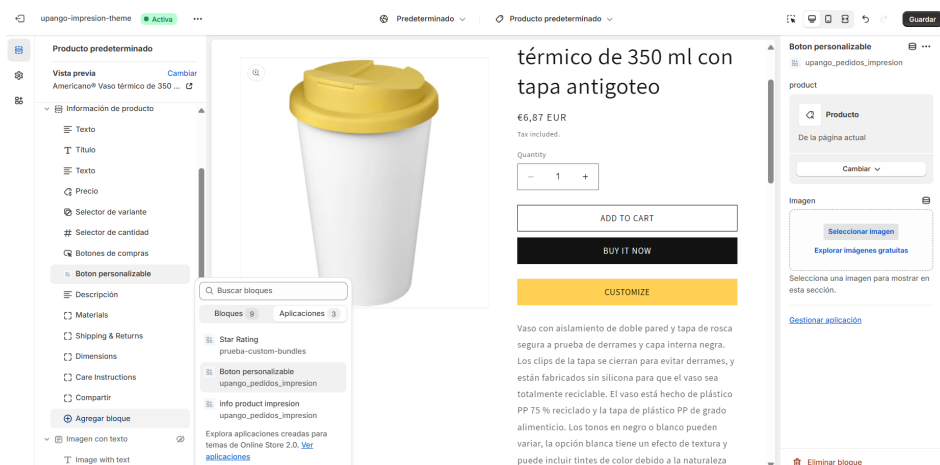 upango-impresion-theme
Activa
Predeterminado
Producto predeterminado
Guardar
Producto predeterminado
Vista previa
Cambiar
Americano® Vaso térmico de 350 ...
Información de producto
Texto
Título
Texto
Precio
Selector de variante
Selector de cantidad
Botones de compras
Boton personalizable
Descripción
Materials
Shipping & Returns
Dimensions
Care Instructions
Compartir
Agregar bloque
Imagen con texto
Image with text
Buscar bloques
Bloques 9
Aplicaciones 3
Star Rating
prueba-custom-bundles
Boton personalizable
upango_pedidos_impresion
info product impresion
upango_pedidos_impresion
Explora aplicaciones creadas para
temas de Online Store 2.0. Ver
aplicaciones
térmico de 350 ml con
tapa antigoteo
€6,87 EUR
Tax included.
Quantity
− 1 +
ADD TO CART
BUY IT NOW
CUSTOMIZE
Vaso con aislamiento de doble pared y tapa de rosca
segura a prueba de derrames y capa interna negra.
Los clips de la tapa se cierran para evitar derrames, y
están fabricados sin silicona para que el vaso sea
totalmente reciclable. El vaso está hecho de plástico
PP 75 % reciclado y la tapa de plástico PP de grado
alimenticio. Los tonos en negro o blanco pueden
variar, la opción blanca tiene un efecto de textura y
puede incluir tintes de color debido a la naturaleza
Boton personalizable
upango_pedidos_impresion
product
Producto
De la página actual
Cambiar
Imagen
Seleccionar imagen
Explorar imágenes gratuitas
Selecciona una imagen para mostrar en
esta sección.
Gestionar aplicación
Eliminar bloque